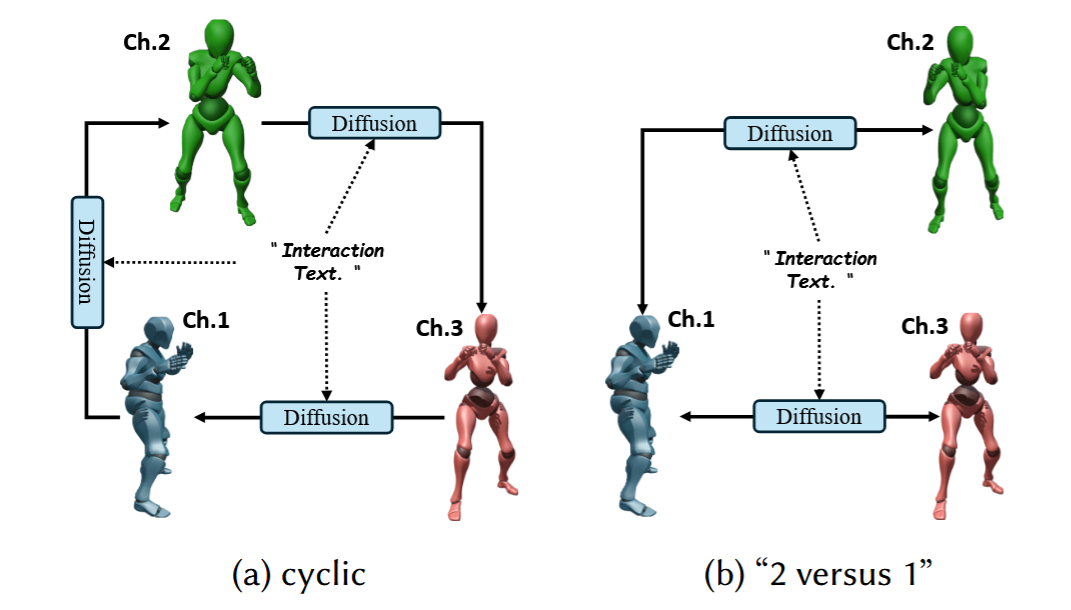 Ch.2
Diffusion
Diffusion
" Interaction
Text. "
Ch.1
Ch.3
Diffusion
(a) cyclic
Ch.2
Diffusion
" Interaction
Text. "
Ch.1
Ch.3
Diffusion
(b) “2 versus 1”